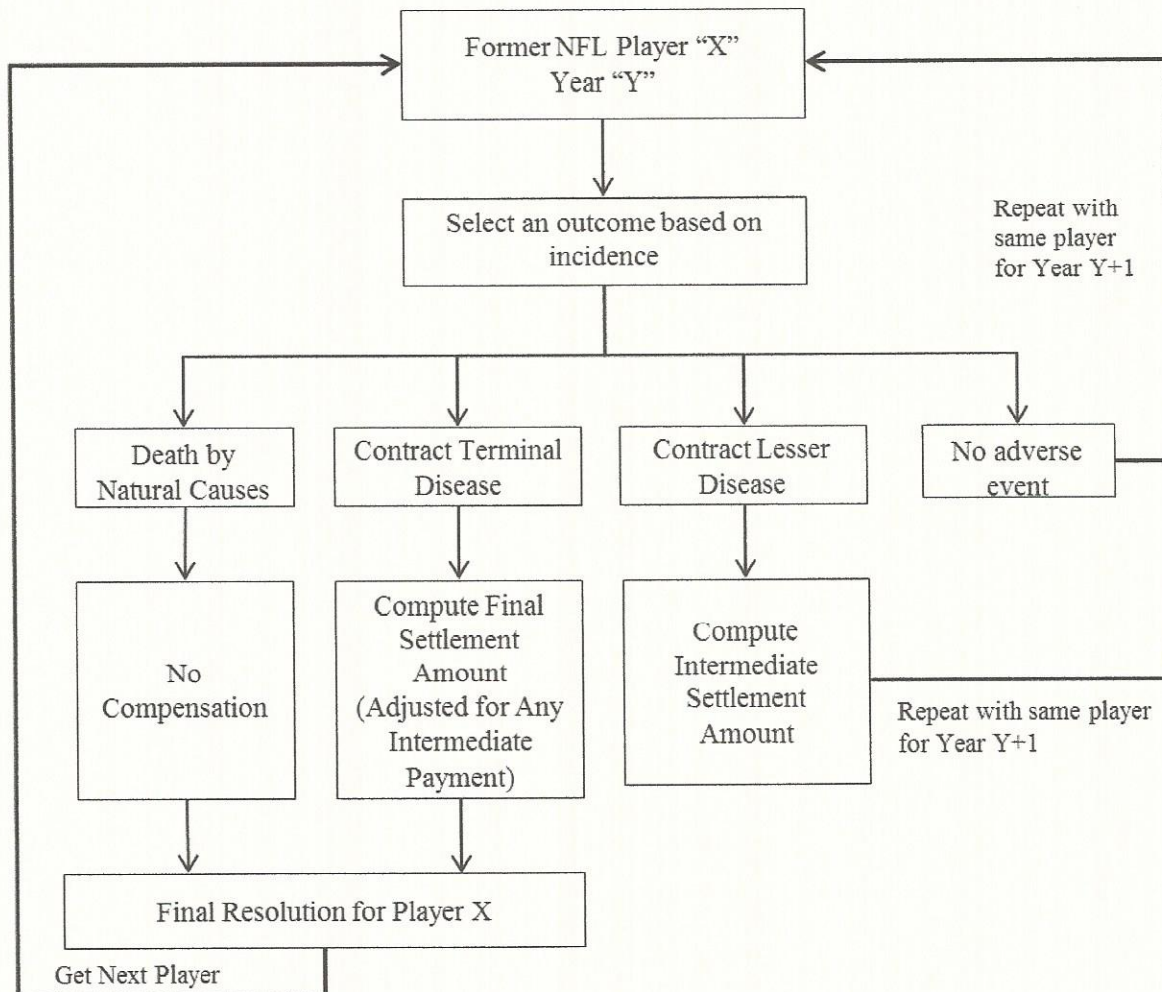 Former NFL Player “X”
Year “Y”
Select an outcome based on
incidence
Repeat with
same player
for Year Y+1
Death by
Natural Causes
Contract Terminal
Disease
Contract Lesser
Disease
No adverse
event
No
Compensation
Compute Final
Settlement
Amount
(Adjusted for Any
Intermediate
Payment)
Compute
Intermediate
Settlement
Amount
Repeat with same player
for Year Y+1
Final Resolution for Player X
Get Next Player